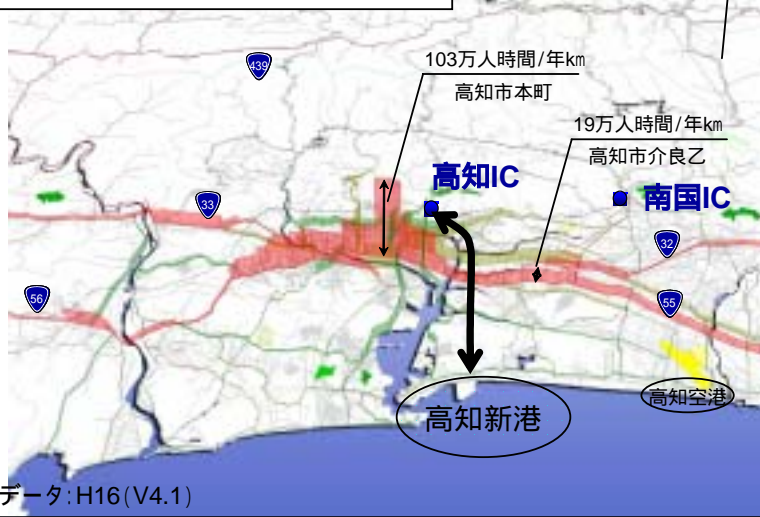 439
103万人時間/年㎞
高知市本町
19万人時間/年㎞
高知市介良乙
高知IC
南国IC
33
32
56
55
高知空港
高知新港
データ:H16(V4.1)